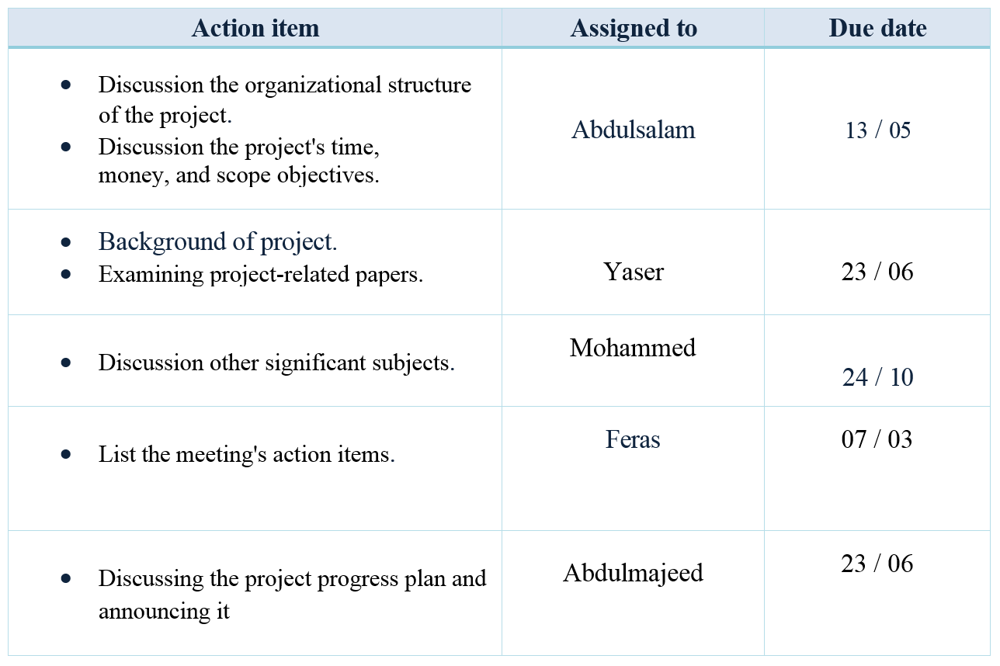 Action item Assigned to Due date
• Discussion the organizational structure
of the project.
• Discussion the project's time,
money, and scope objectives.
Abdulsalam
13 / 05
• Background of project.
• Examining project-related papers.
Yaser
23 / 06
• Discussion other significant subjects.
Mohammed
24 / 10
• List the meeting's action items.
Feras
07 / 03
• Discussing the project progress plan and
announcing it
Abdulmajeed
23 / 06